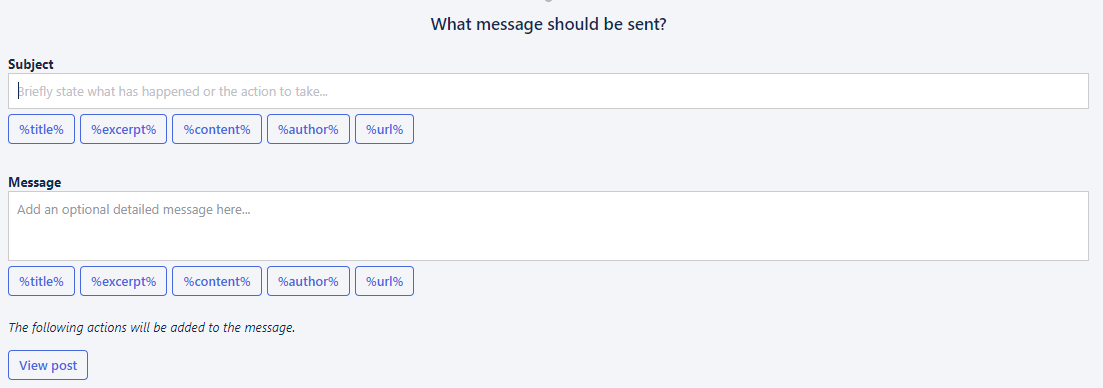 What message should be sent?
Subject
Briefly state what has happened or the action to take...
%title% %excerpt% %content% %author% %url%
Message
Add an optional detailed message here...
%title% %excerpt% %content% %author% %url%
The following actions will be added to the message.
View post